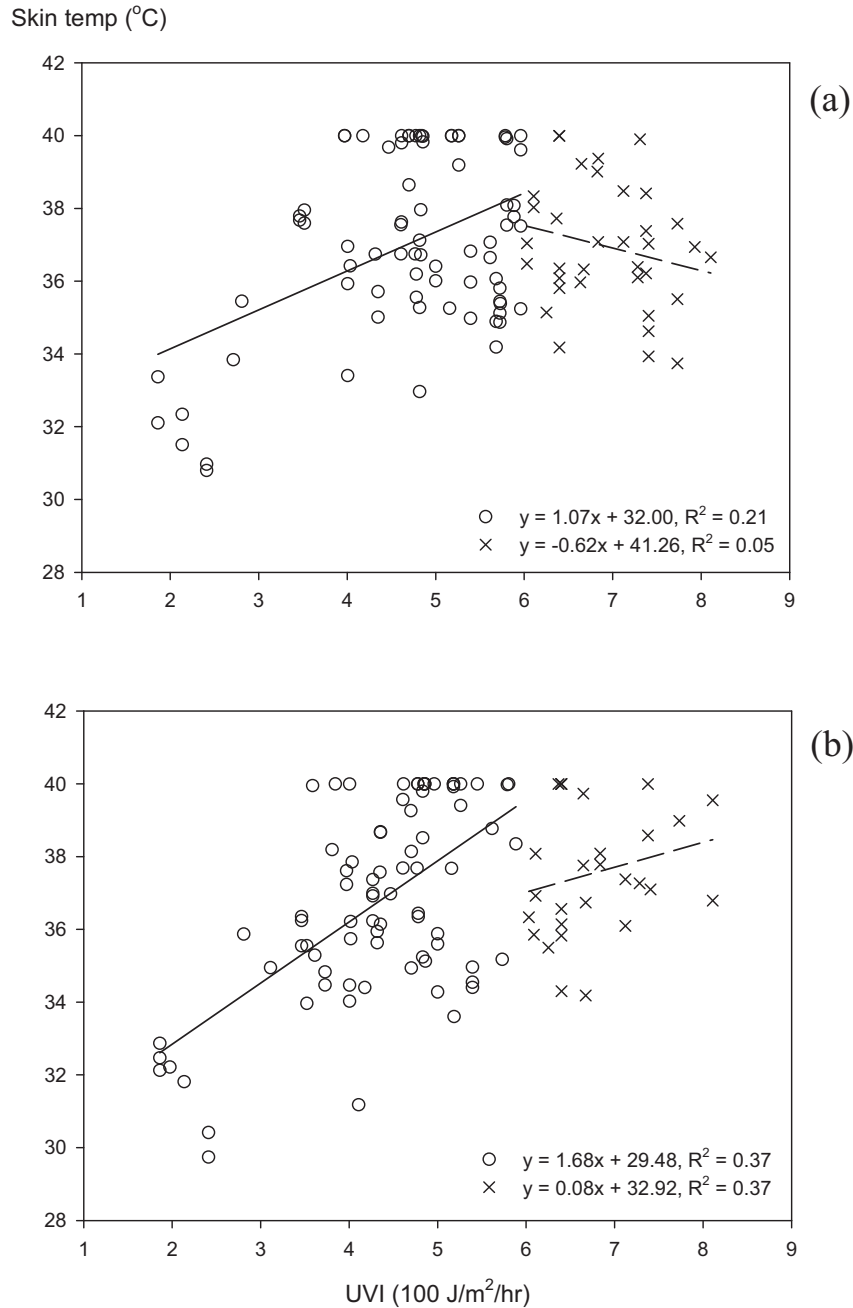 Skin temp (°C)
42
40
38
36
34
32
30
28
1 2 3 4 5 6 7 8 9
(a)
y = 1.07x + 32.00, R² = 0.21
y = -0.62x + 41.26, R² = 0.05
42
40
38
36
34
32
30
28
1 2 3 4 5 6 7 8 9
(b)
y = 1.68x + 29.48, R² = 0.37
y = 0.08x + 32.92, R² = 0.37
UVI (100 J/m²/hr)